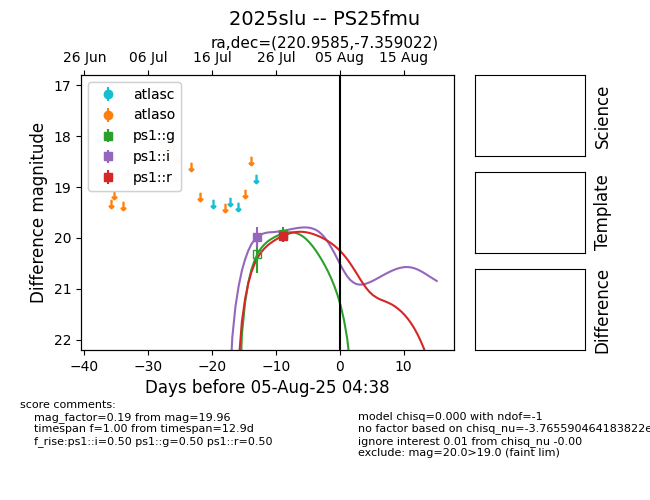 2025slu -- PS25fmu
ra,dec=(220.9585,-7.359022)
26 Jun 06 Jul 16 Jul 26 Jul 05 Aug 15 Aug
17
18
19
20
21
22
Difference magnitude
atlasc
atlaso
ps1::g
ps1::i
ps1::r
−40 −30 −20 −10 0 10
Days before 05-Aug-25 04:38
Science
Template
Difference
score comments:
mag_factor=0.19 from mag=19.96
timespan f=1.00 from timespan=12.9d
f_rise:ps1::i=0.50 ps1::g=0.50 ps1::r=0.50
model chisq=0.000 with ndof=-1
no factor based on chisq_nu=-3.765590464183822e
ignore interest 0.01 from chisq_nu -0.00
exclude: mag=20.0>19.0 (faint lim)